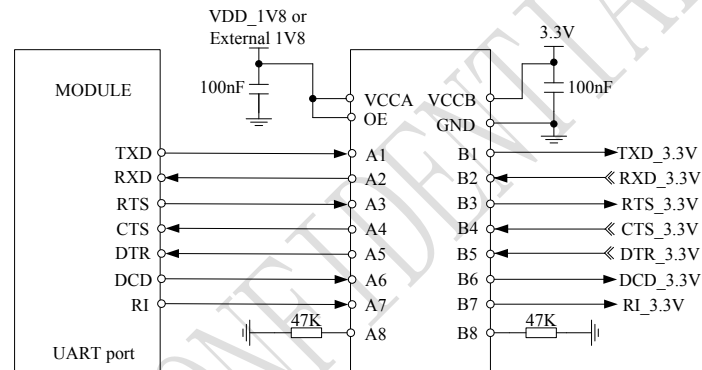 VDD_1V8 or
External 1V8
3.3V
MODULE
100nF
100nF
VCCA
VCCB
OE
GND
TXD
A1
B1
TXD_3.3V
RXD
A2
B2
RXD_3.3V
RTS
A3
B3
RTS_3.3V
CTS
A4
B4
CTS_3.3V
DTR
A5
B5
DTR_3.3V
DCD
A6
B6
DCD_3.3V
RI
A7
B7
RI_3.3V
47K
A8
B8
47K
UART port